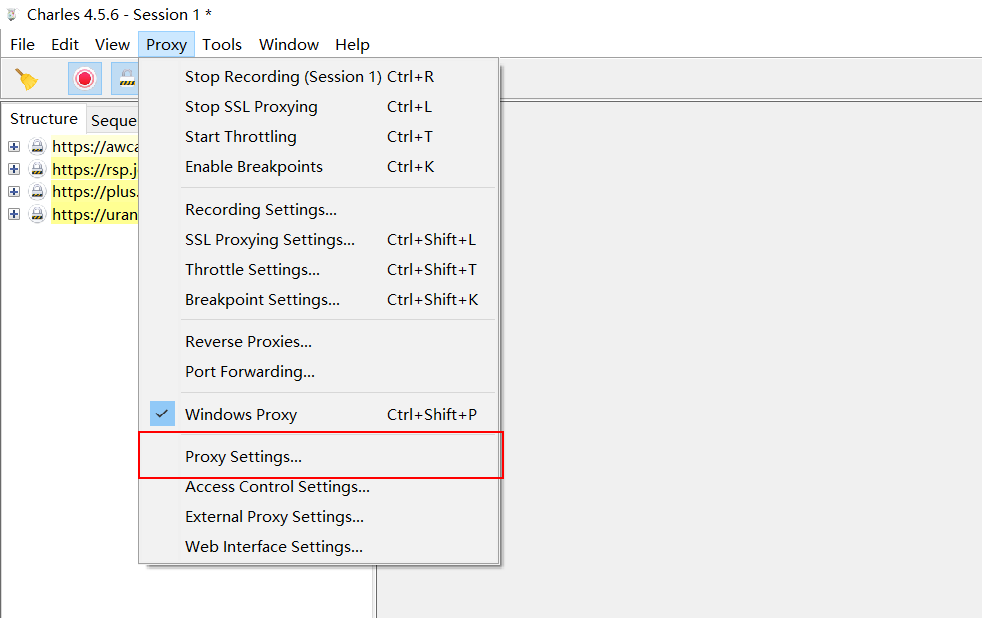 Charles 4.5.6 - Session 1 *
File Edit View Proxy Tools Window Help
Stop Recording (Session 1) Ctrl+R
Stop SSL Proxying Ctrl+L
Start Throttling Ctrl+T
Enable Breakpoints Ctrl+K
Recording Settings...
SSL Proxying Settings... Ctrl+Shift+L
Throttle Settings... Ctrl+Shift+T
Breakpoint Settings... Ctrl+Shift+K
Reverse Proxies...
Port Forwarding...
Windows Proxy Ctrl+Shift+P
Proxy Settings...
Access Control Settings...
External Proxy Settings...
Web Interface Settings...
Structure Seque
https://awca
https://rsp.j
https://plus.
https://uran